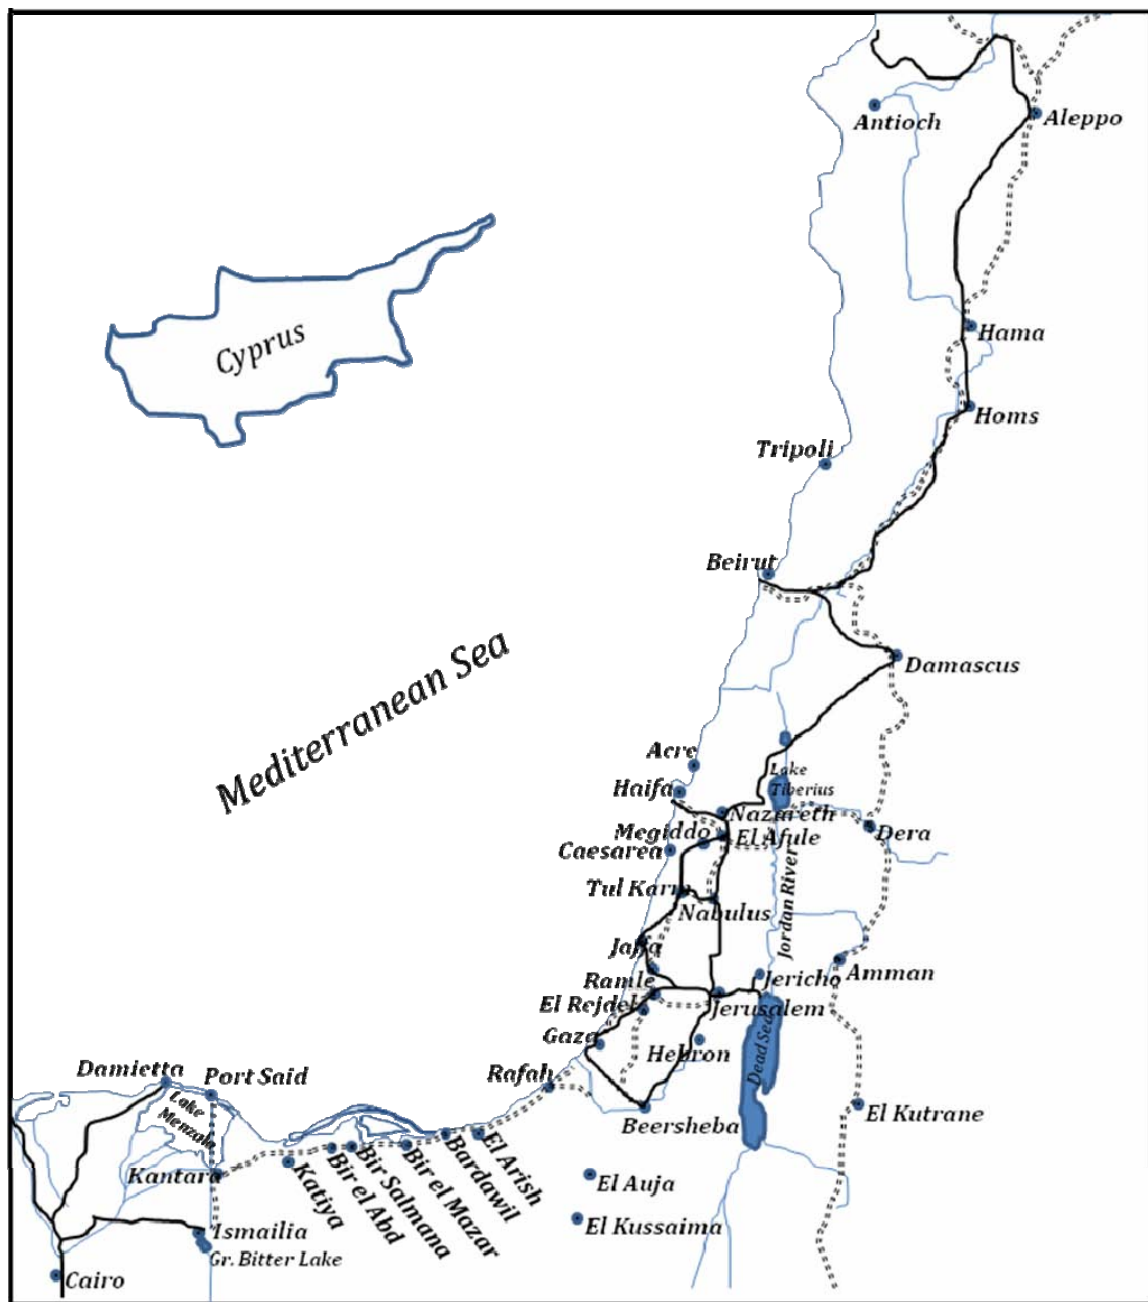 Antioch
Aleppo
Cyprus
Hama
Homs
Tripoli
Beirut
Mediterranean Sea
Damascus
Acre
Lake
Tiberius
Haifa
Nazareth
Megiddo
El Afule
Dera
Caesarea
Tul Karm
Nabulus
Jordan River
Jaffa
Ramle
Jericho
Amman
El Rejdel
Jerusalem
Gaza
Hebron
Dead Sea
Damietta
Port Said
Rafah
Lake
Menzala
Beersheba
El Kutrane
Kantara
Katiya
Bir el Abd
Bir Salmana
Bir el Mazar
Bardawil
El Arish
El Auja
El Kussaima
Ismailia
Gr. Bitter Lake
Cairo